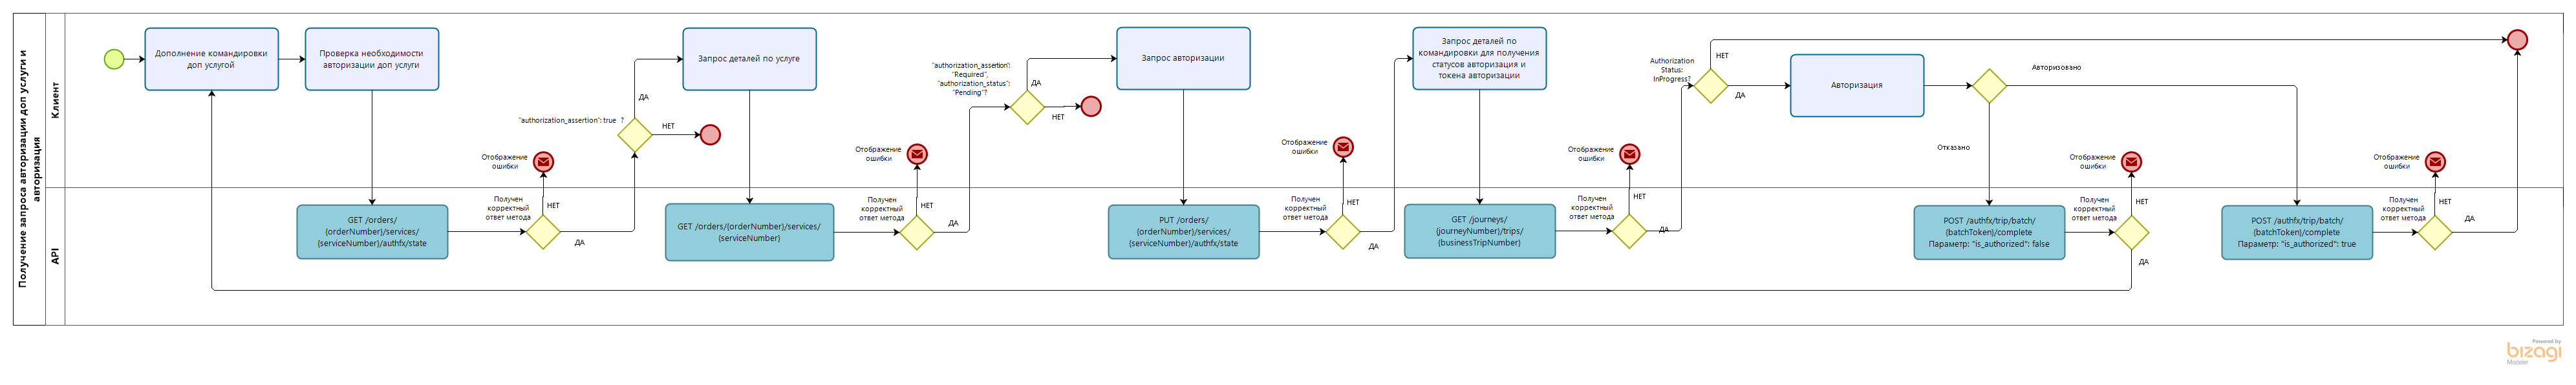 Получение запроса авторизации доп услуги и
авторизация
Клиент
API
Дополнение командировки
доп услугой
Проверка необходимости
авторизации доп услуги
GET /orders/
{orderNumber}/services/
{serviceNumber}/authfx/state
Получен
корректный
ответ метода
НЕТ
ДА
Отображение
ошибки
"authorization_assertion": true ?
ДА
НЕТ
Запрос деталей по услуге
GET /orders/{orderNumber}/services/
{serviceNumber}
Получен
корректный
ответ метода
НЕТ
ДА
Отображение
ошибки
"authorization_assertion":
"Required",
"authorization_status":
"Pending"?
ДА
НЕТ
Запрос авторизации
PUT /orders/
{orderNumber}/services/
{serviceNumber}/authfx/state
Получен
корректный
ответ метода
НЕТ
ДА
Отображение
ошибки
Запрос деталей по
командировки для получения
статусов авторизация и
токена авторизации
GET /journeys/
{journeyNumber}/trips/
{businessTripNumber}
Получен
корректный
ответ метода
НЕТ
ДА
Отображение
ошибки
Authorization
Status:
InProgress?
НЕТ
ДА
Авторизация
Авторизовано
Отказано
POST /authfx/trip/batch/
{batchToken}/complete
Параметр: "is_authorized": false
Получен
корректный
ответ метода
НЕТ
ДА
Отображение
ошибки
POST /authfx/trip/batch/
{batchToken}/complete
Параметр: "is_authorized": true
Получен
корректный
ответ метода
НЕТ
ДА
Отображение
ошибки
Powered by
bizagi
Modeler